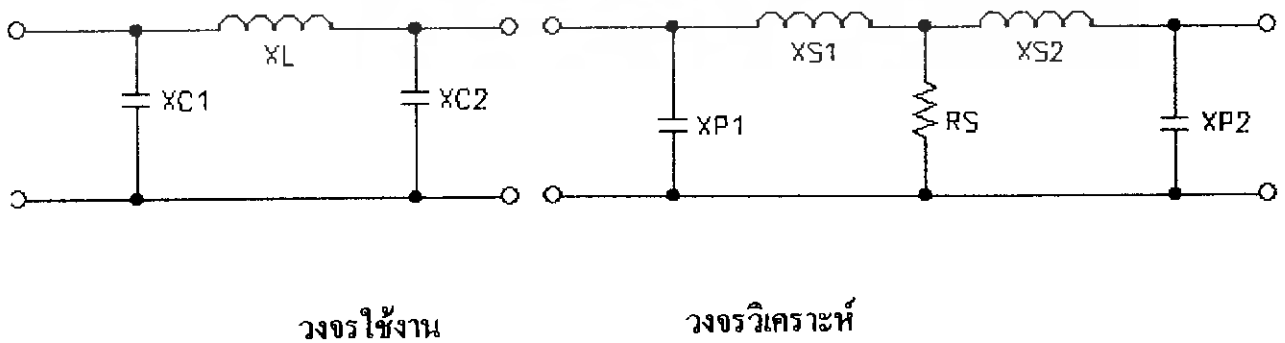 XL
XC1
XC2
XS1
XS2
XP1
RS
XP2
วงจรใช้งาน
วงจรวิเคราะห์